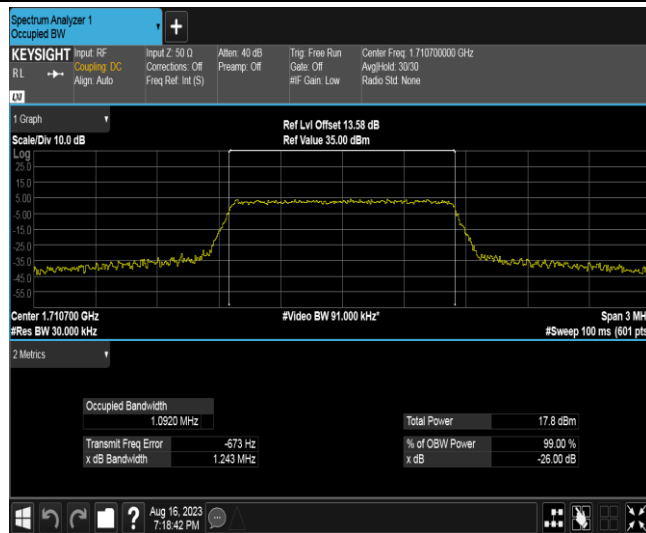 Spectrum Analyzer 1
Occupied BW
+
KEYSIGHT
RL
LXI
Input: RF
Coupling: DC
Align: Auto
Input Z: 50 Ω
Corrections: Off
Freq Ref: Int (S)
Atten: 40 dB
Preamp: Off
Trig: Free Run
Gate: Off
#IF Gain: Low
Center Freq: 1.710700000 GHz
Avg|Hold: 30/30
Radio Std: None
1 Graph
Scale/Div 10.0 dB
Ref Lvl Offset 13.58 dB
Ref Value 35.00 dBm
Log
25.0
15.0
5.00
-5.00
-15.0
-25.0
-35.0
-45.0
-55.0
Center 1.710700 GHz
#Res BW 30.000 kHz
#Video BW 91.000 kHz*
Span 3 MH
#Sweep 100 ms (601 pts
2 Metrics
Occupied Bandwidth
1.0920 MHz
Transmit Freq Error -673 Hz
x dB Bandwidth 1.243 MHz
Total Power 17.8 dBm
% of OBW Power 99.00 %
x dB -26.00 dB
?
Aug 16, 2023
7:18:42 PM